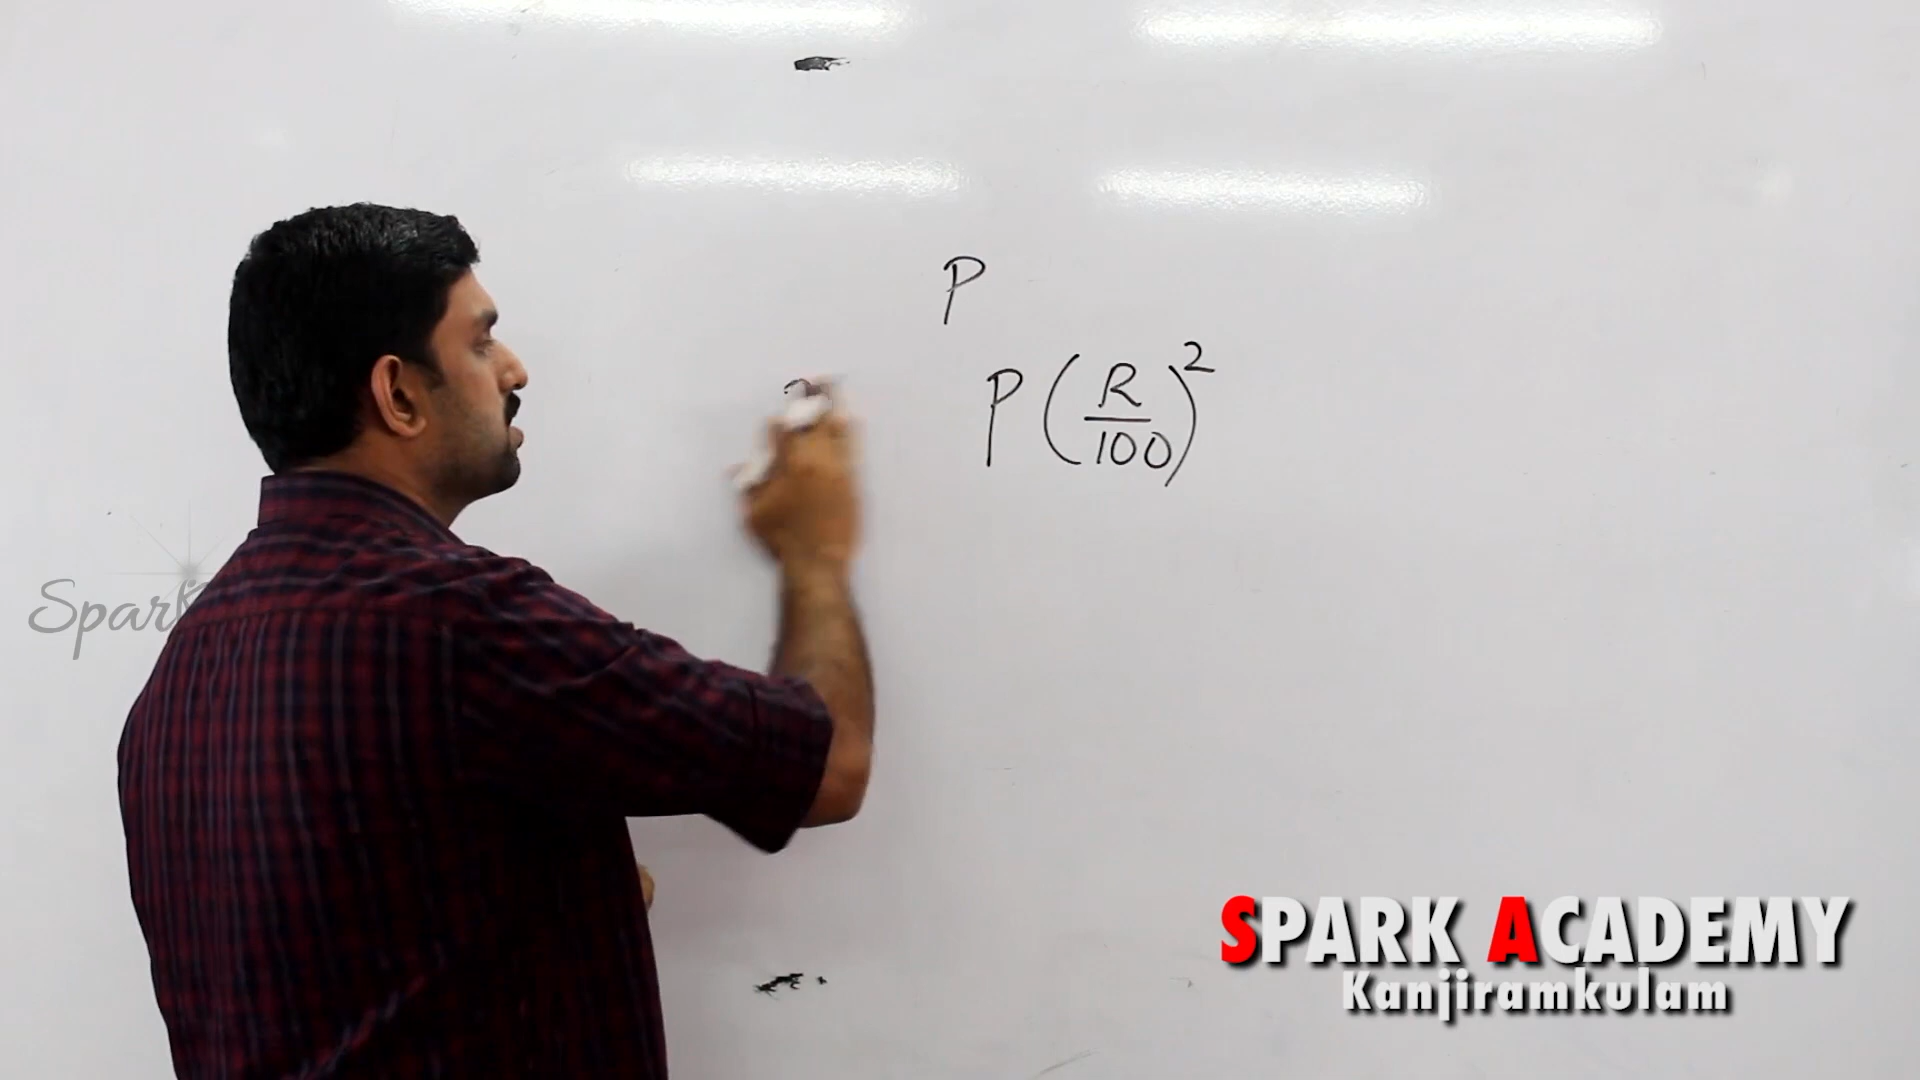 P
P(R/100)²
Spark
SPARK ACADEMY
Kanjiramkulam